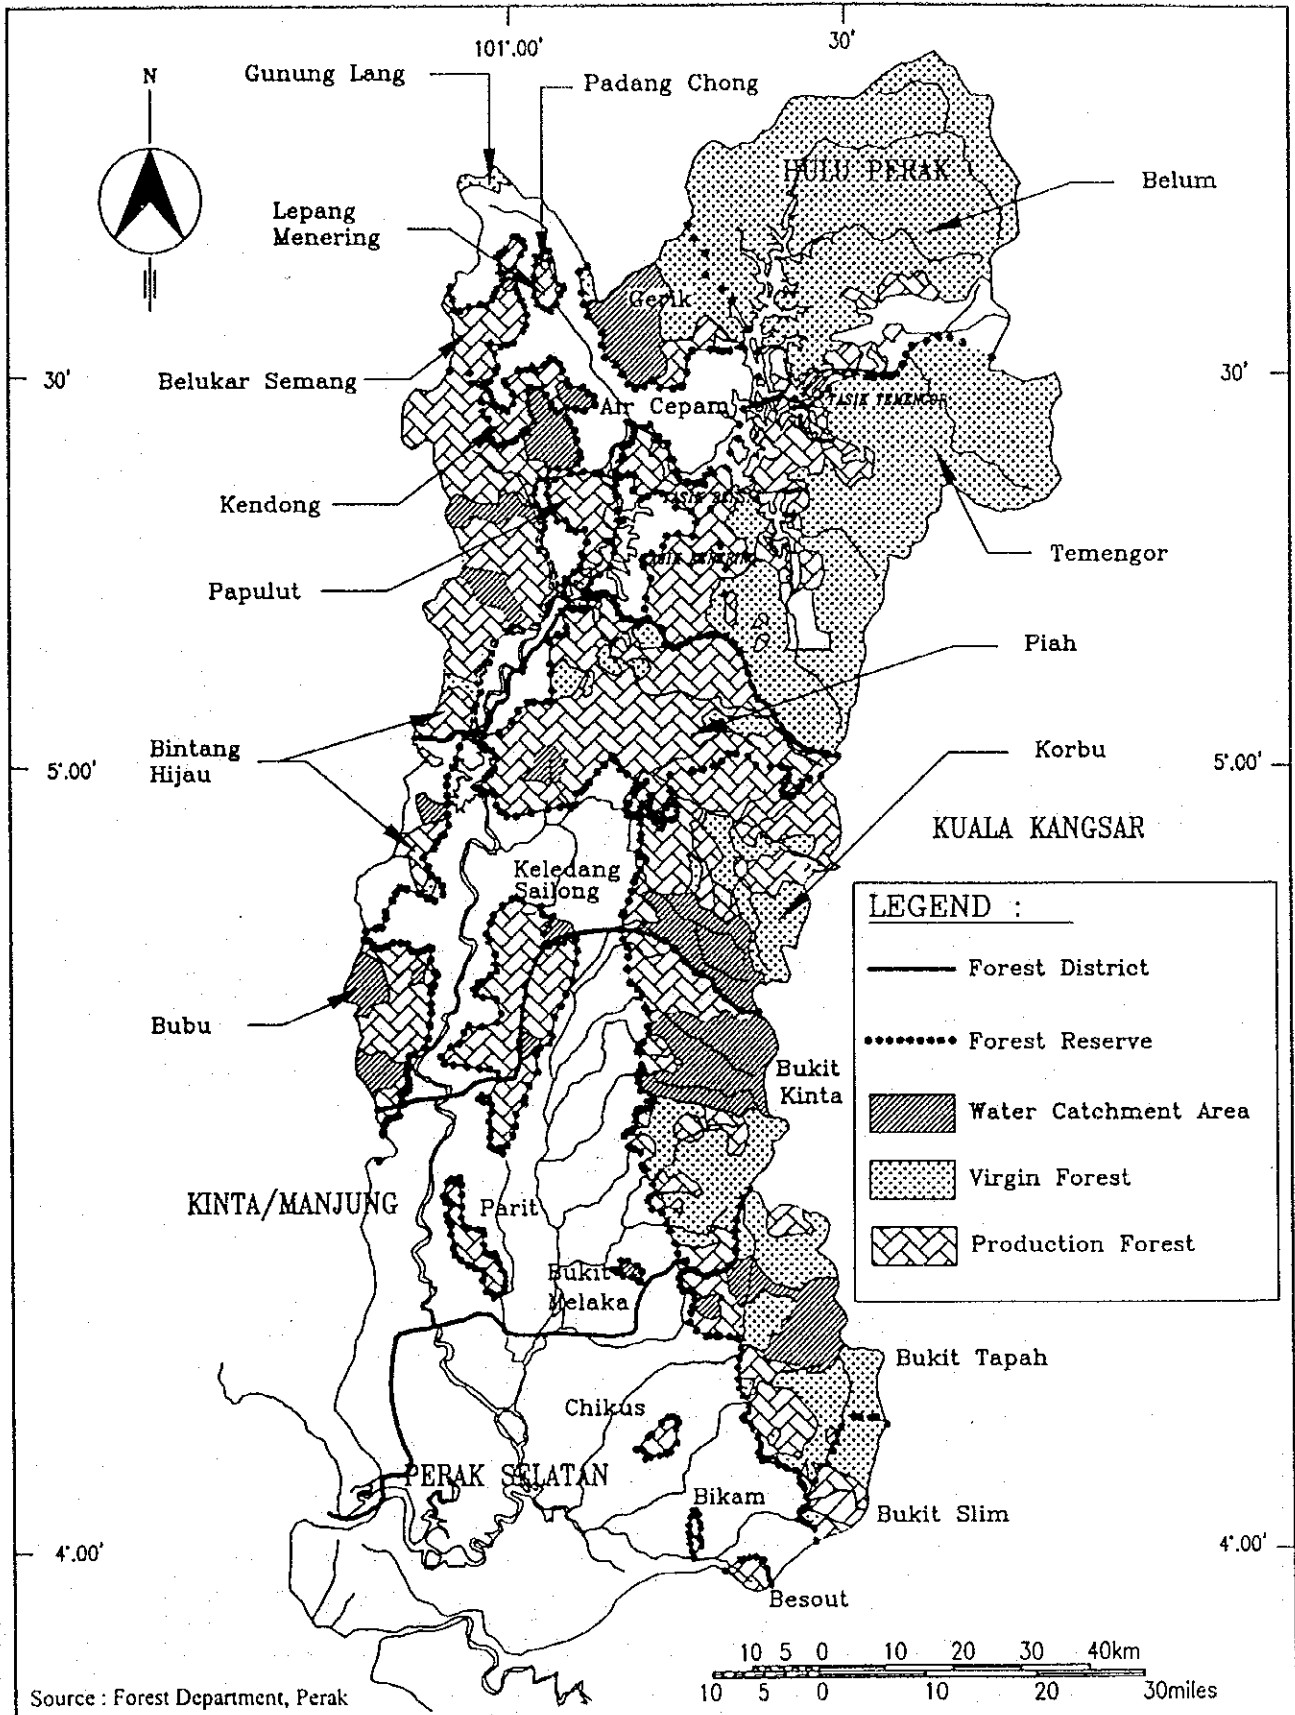 101°.00'
30'
N
Gunung Lang
Padang Chong
HULU PERAK
Belum
Lepang
Menering
Gerik
30'
Belukar Semang
Air Cepam
TASIK TEMENGOR
30'
Kendong
Temengor
Papulut
Piah
Bintang
Hijau
Korbu
5°.00'
5°.00'
KUALA KANGSAR
Keledang
Sailong
LEGEND :
Forest District
Bubu
Forest Reserve
Bukit
Kinta
Water Catchment Area
Virgin Forest
KINTA/MANJUNG
Parit
Production Forest
Bukit
Melaka
Bukit Tapah
Chikus
PERAK SELATAN
Bikam
Bukit Slim
4°.00'
4°.00'
Besout
10 5 0 10 20 30 40km
10 5 0 10 20 30miles
Source : Forest Department, Perak